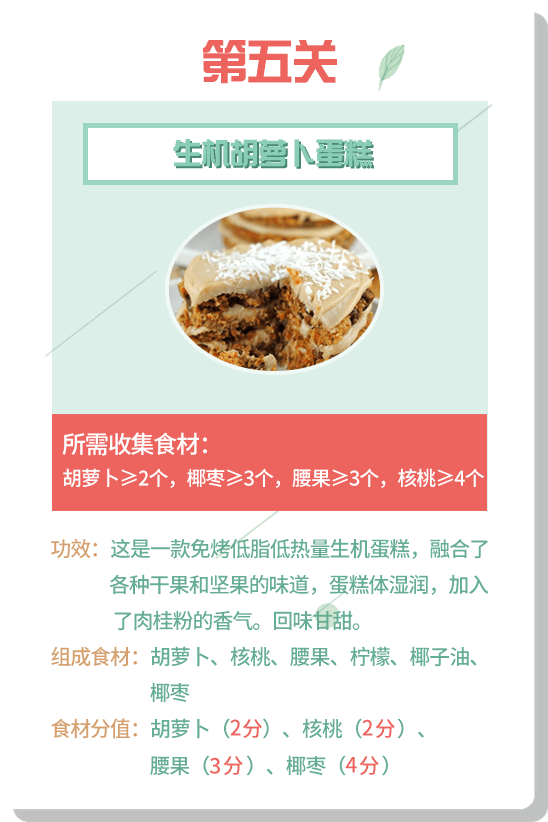 第五关
生机胡萝卜蛋糕
所需收集食材：
胡萝卜≥2个，椰枣≥3个，腰果≥3个，核桃≥4个
功效：这是一款免烤低脂低热量生机蛋糕，融合了
各种干果和坚果的味道，蛋糕体湿润，加入
了肉桂粉的香气。回味甘甜。
组成食材：胡萝卜、核桃、腰果、柠檬、椰子油、
椰枣
食材分值：胡萝卜（2分）、核桃（2分）、
腰果（3分）、椰枣（4分）